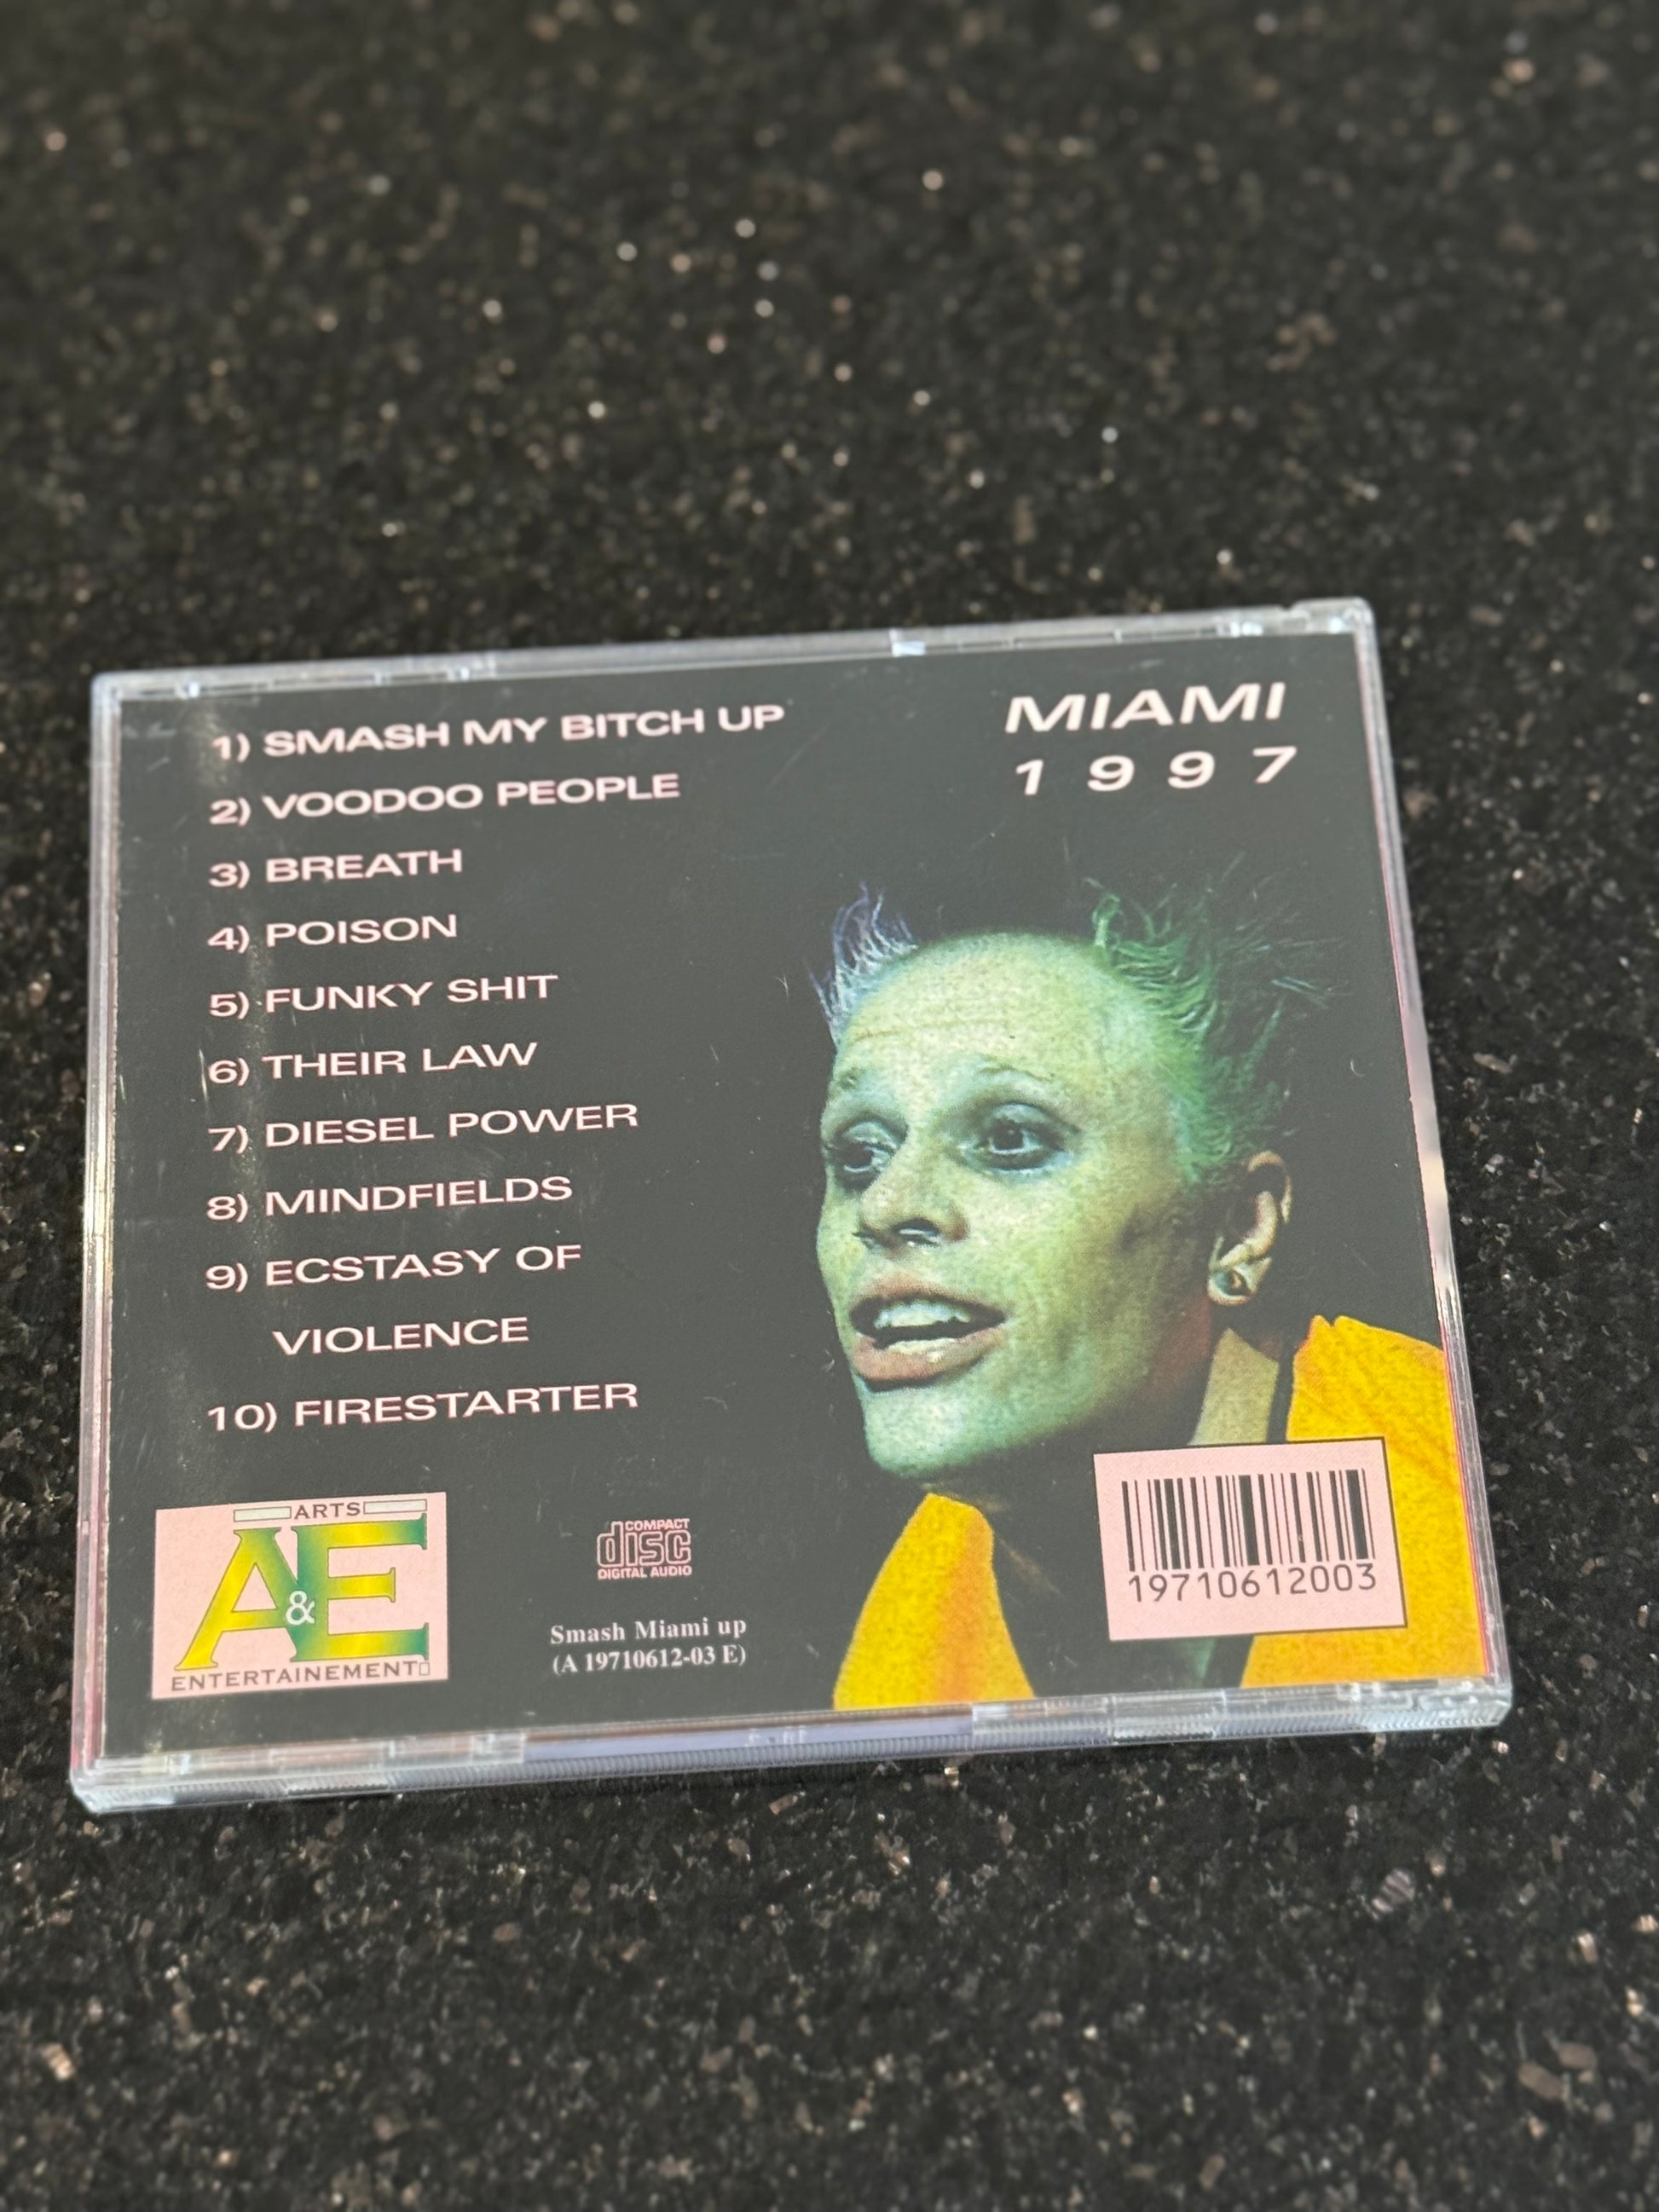 1) SMASH MY BITCH UP
2) VOODOO PEOPLE
3) BREATH
4) POISON
5) FUNKY SHIT
6) THEIR LAW
7) DIESEL POWER
8) MINDFIELDS
9) ECSTASY OF
VIOLENCE
10) FIRESTARTER
MIAMI
1997
ARTS
A&E
ENTERTAINEMENT
COMPACT
disc
DIGITAL AUDIO
Smash Miami up
(A 19710612-03 E)
19710612003